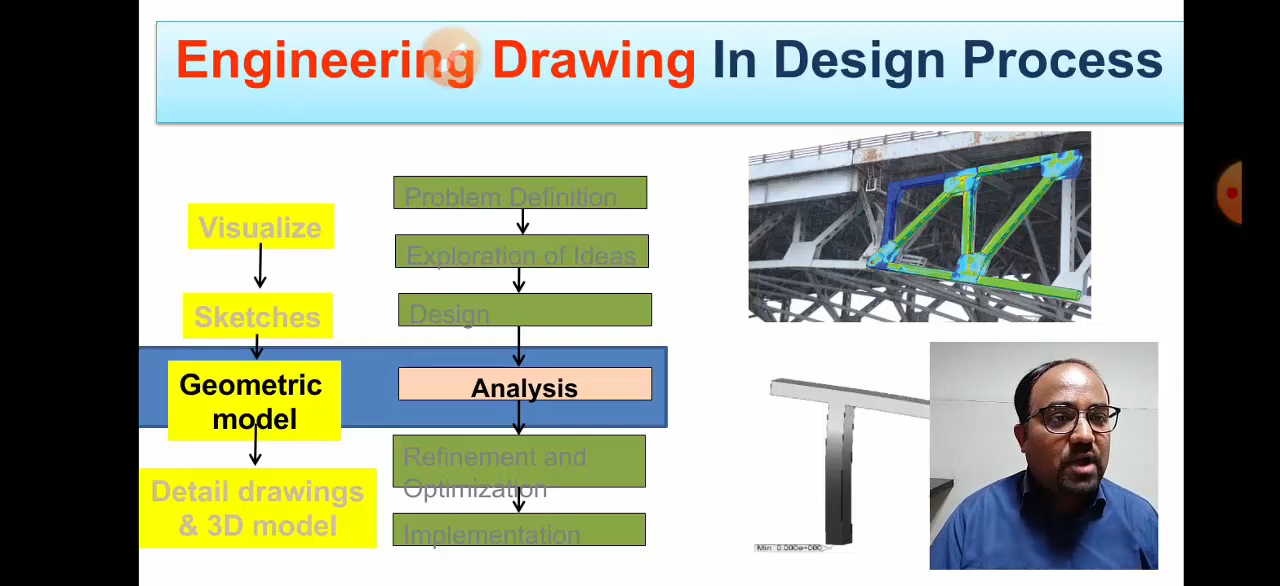 Engineering Drawing In Design Process
Visualize
Sketches
Geometric
model
Detail drawings
& 3D model
Problem Definition
Exploration of Ideas
Design
Analysis
Refinement and
Optimization
Implementation
Min: 0.000e+000